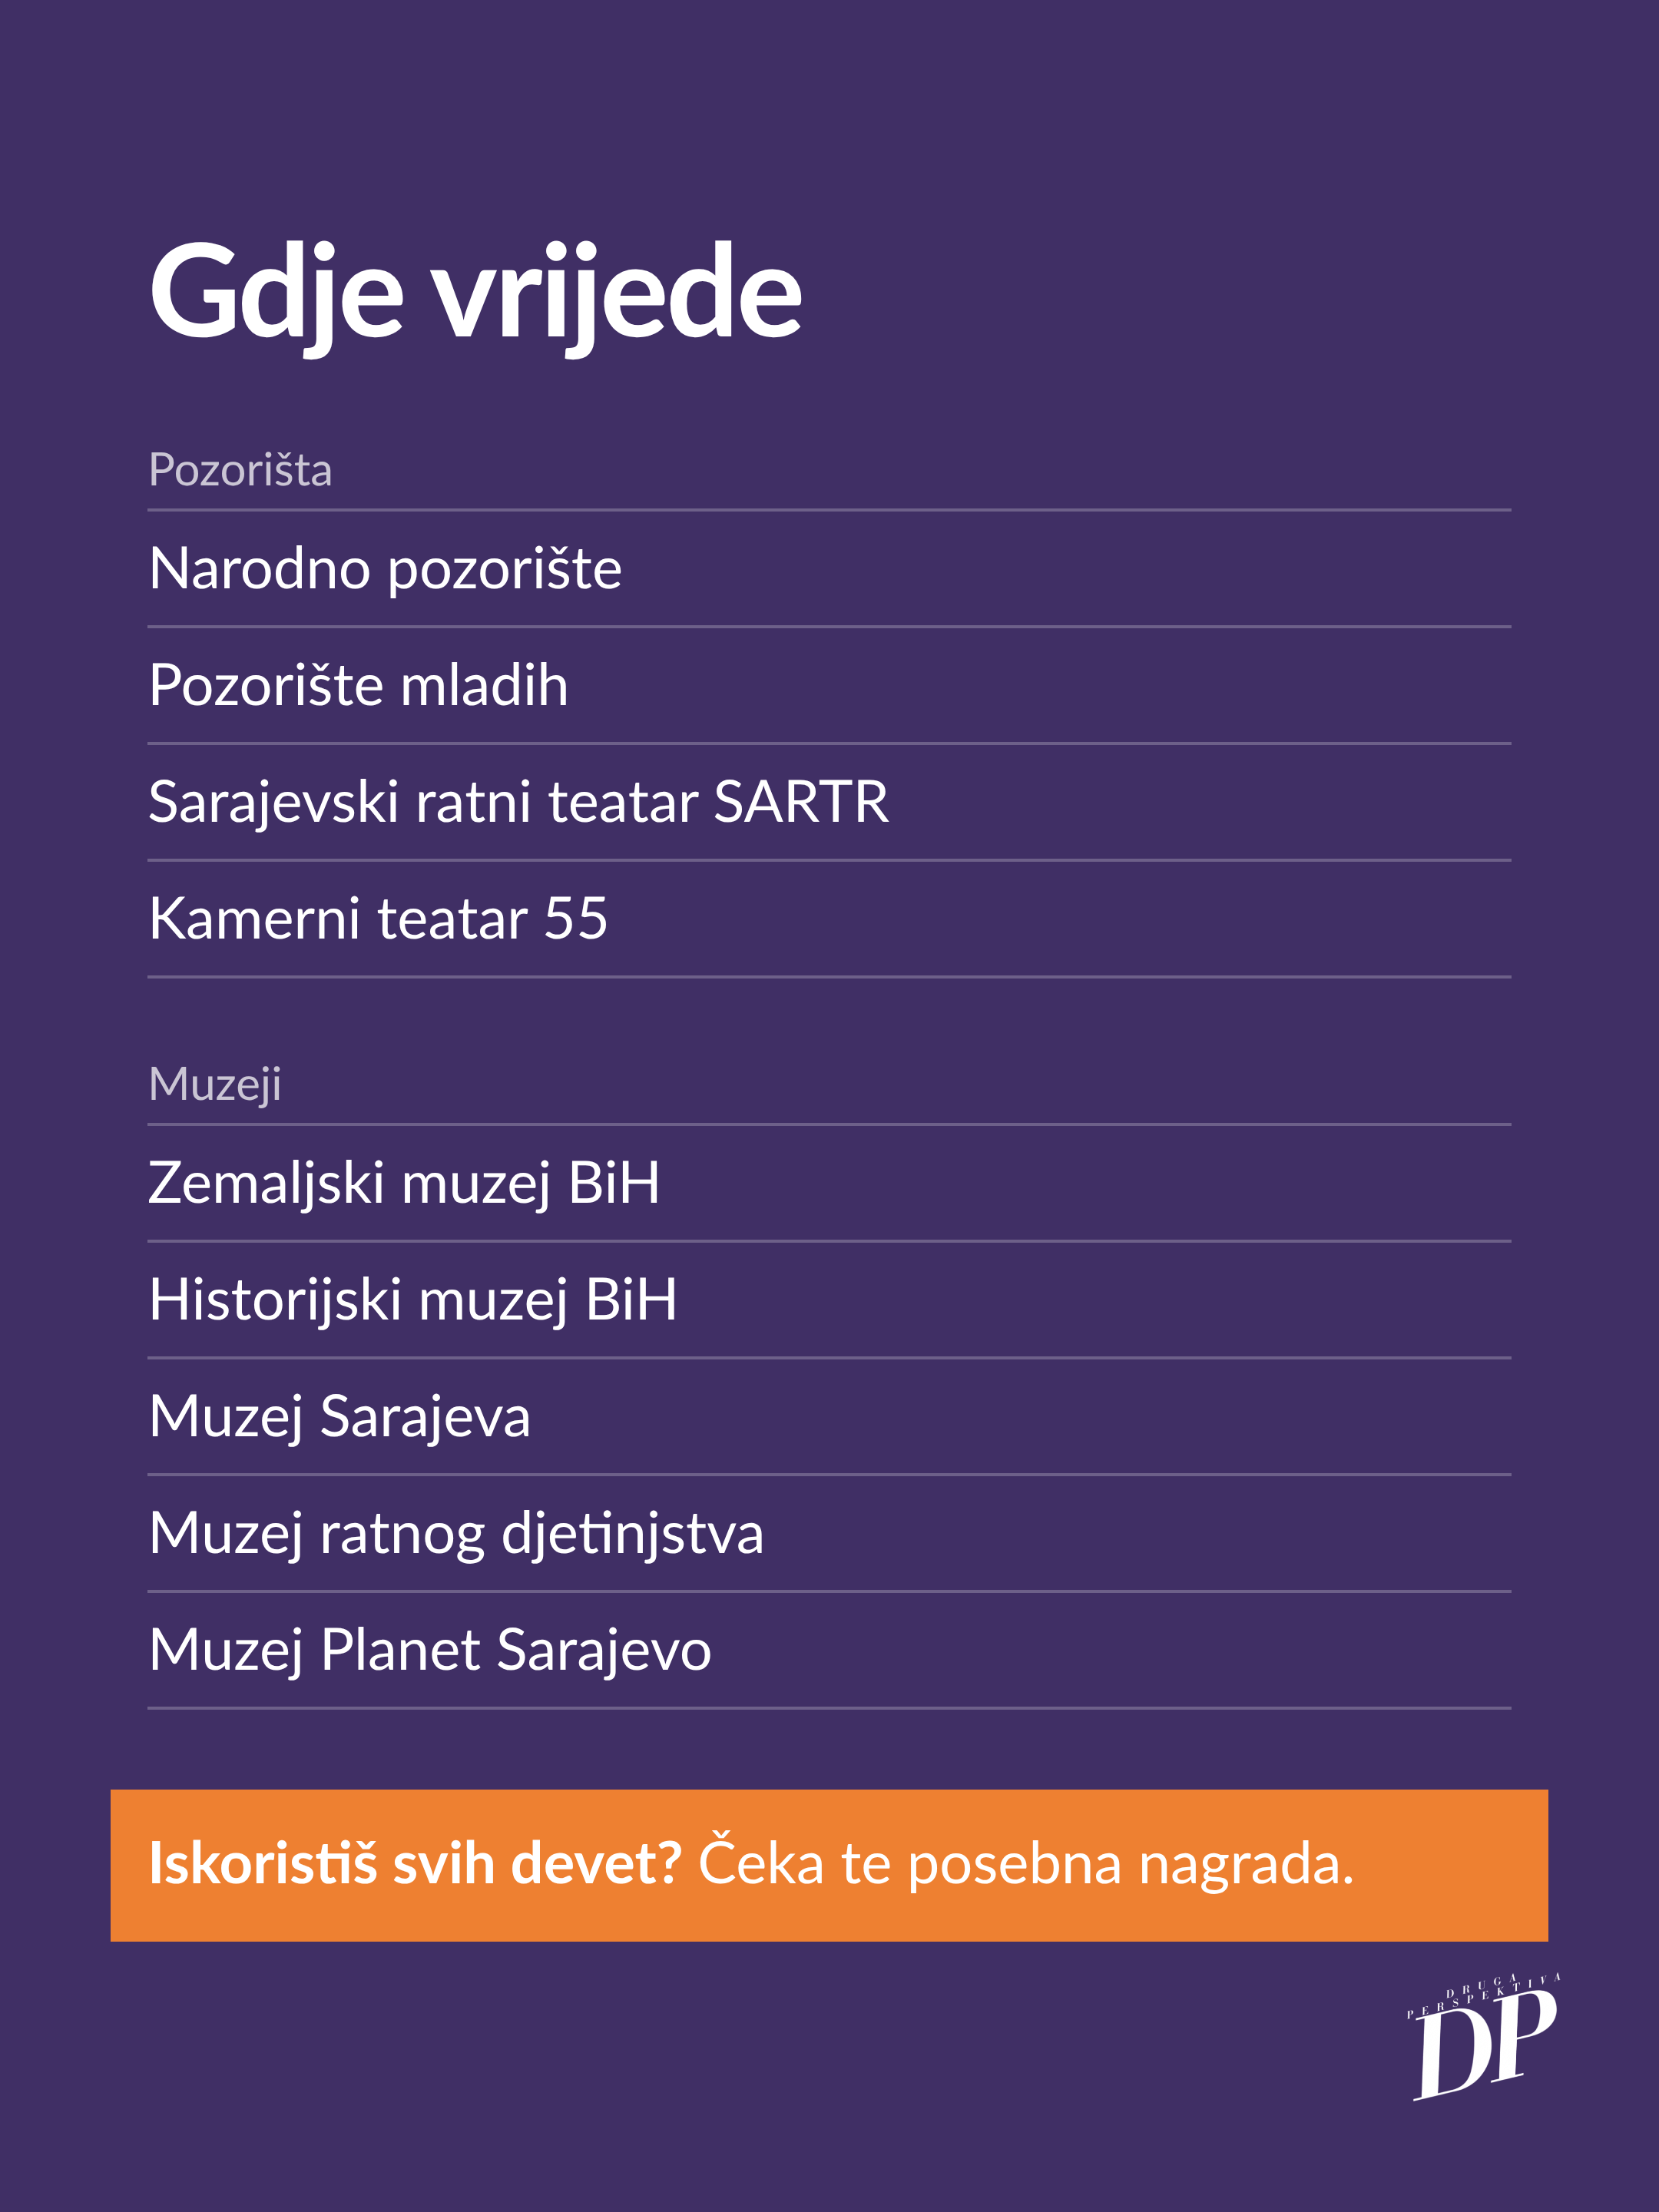 Gdje vrijede
Pozorišta
Narodno pozorište
Pozorište mladih
Sarajevski ratni teatar SARTR
Kamerni teatar 55
Muzeji
Zemaljski muzej BiH
Historijski muzej BiH
Muzej Sarajeva
Muzej ratnog djetinjstva
Muzej Planet Sarajevo
Iskoristiš svih devet? Čeka te posebna nagrada.
DRUGA
PERSPEKTIVA
DP